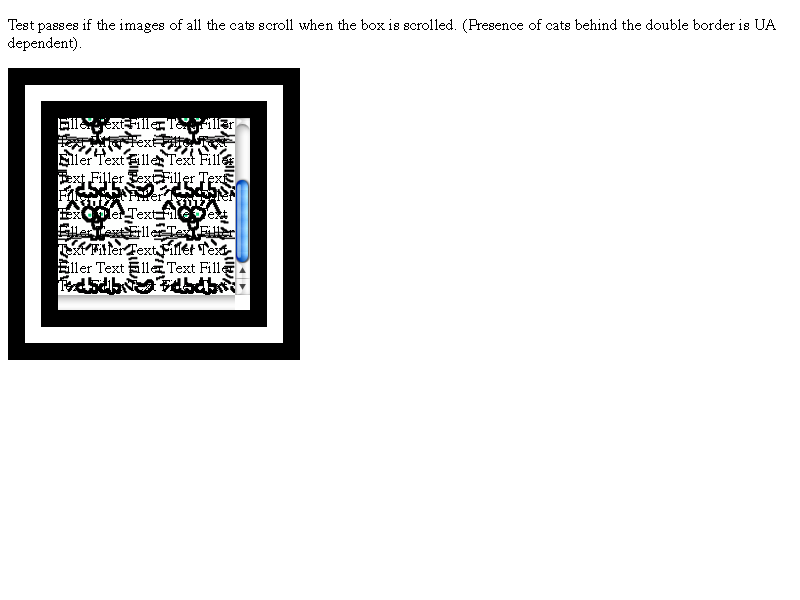 Test passes if the images of all the cats scroll when the box is scrolled. (Presence of cats behind the double border is UA
dependent).
Filler Text Filler Text Filler
Text Filler Text Filler Text
Filler Text Filler Text Filler
Text Filler Text Filler Text
Filler Text Filler Text Filler
Text Filler Text Filler Text
Filler Text Filler Text Filler
Text Filler Text Filler Text
Filler Text Filler Text Filler
Text Filler Text Filler Text